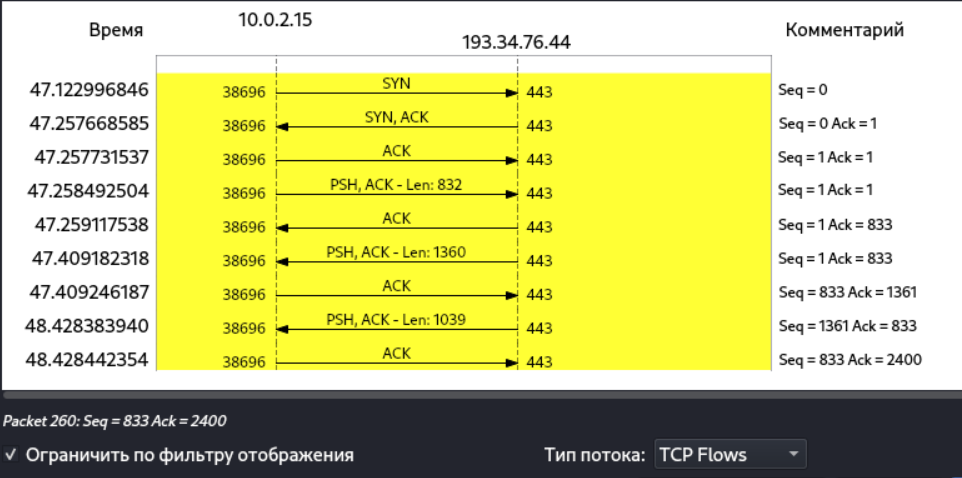 Время 10.0.2.15 Комментарий
193.34.76.44
47.122996846 38696 SYN 443 Seq = 0
47.257668585 38696 SYN, ACK 443 Seq = 0 Ack = 1
47.257731537 38696 ACK 443 Seq = 1 Ack = 1
47.258492504 38696 PSH, ACK - Len: 832 443 Seq = 1 Ack = 1
47.259117538 38696 ACK 443 Seq = 1 Ack = 833
47.409182318 38696 PSH, ACK - Len: 1360 443 Seq = 1 Ack = 833
47.409246187 38696 ACK 443 Seq = 833 Ack = 1361
48.428383940 38696 PSH, ACK - Len: 1039 443 Seq = 1361 Ack = 833
48.428442354 38696 ACK 443 Seq = 833 Ack = 2400
Packet 260: Seq = 833 Ack = 2400
Ограничить по фильтру отображения Тип потока: TCP Flows